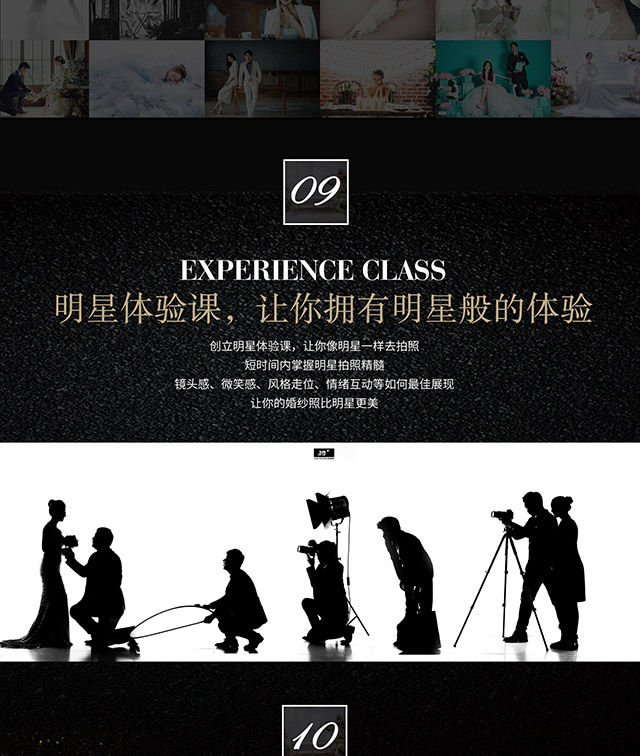 09
EXPERIENCE CLASS
明星体验课，让你拥有明星般的体验
创立明星体验课，让你像明星一样去拍照
短时间内掌握明星拍照精髓
镜头感、微笑感、风格走位、情绪互动等如何最佳展现
让你的婚纱照比明星更美
10